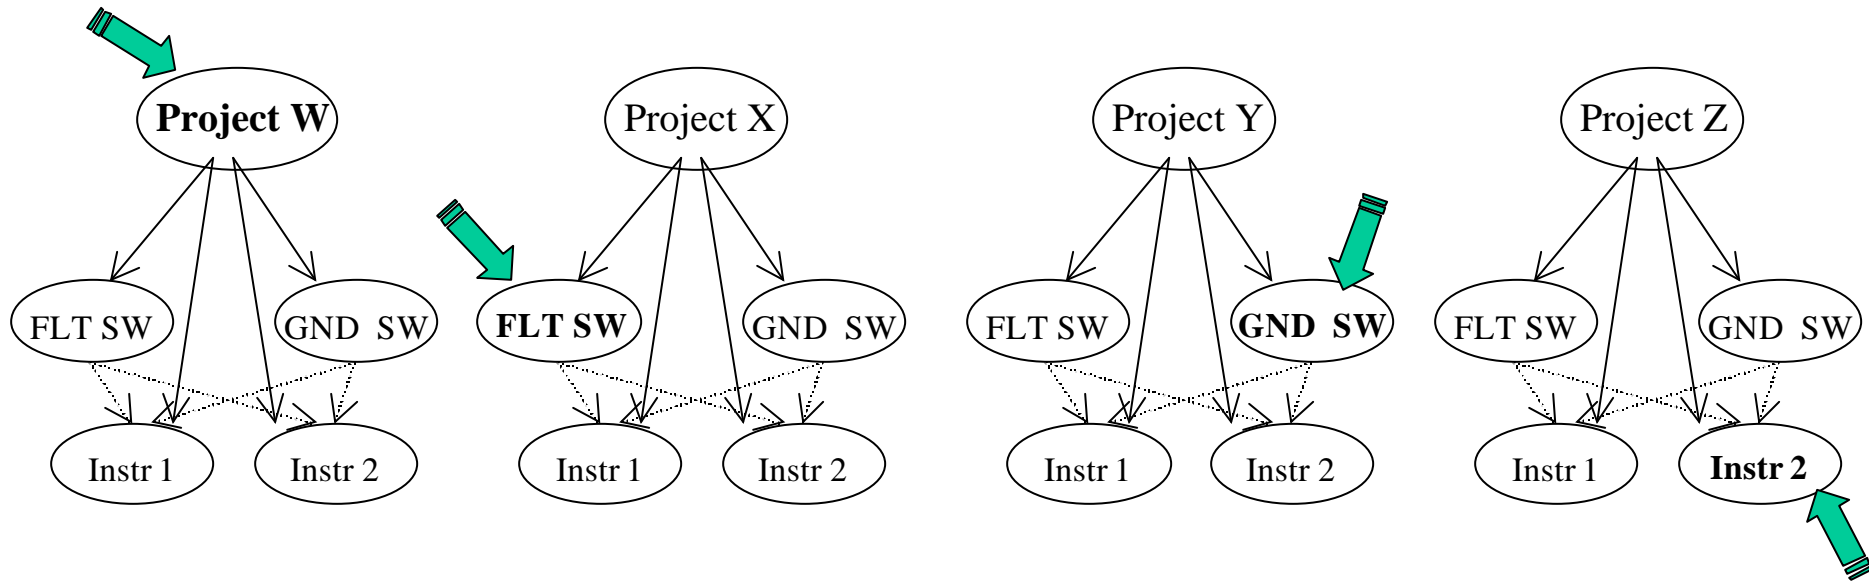 Project W
Project X
Project Y
Project Z
FLT SW
GND SW
FLT SW
GND SW
FLT SW
GND SW
FLT SW
GND SW
Instr 1
Instr 2
Instr 1
Instr 2
Instr 1
Instr 2
Instr 1
Instr 2